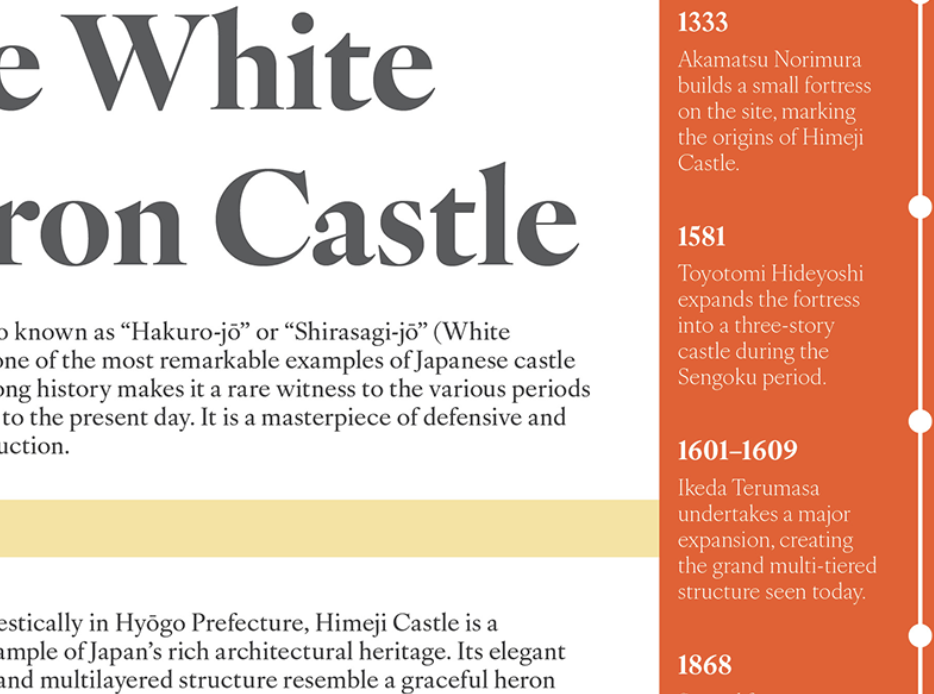 e White
ron Castle
o known as “Hakuro-jō” or “Shirasagi-jō” (White
one of the most remarkable examples of Japanese castle
ong history makes it a rare witness to the various periods
to the present day. It is a masterpiece of defensive and
uction.
estically in Hyōgo Prefecture, Himeji Castle is a
ample of Japan’s rich architectural heritage. Its elegant
and multilayered structure resemble a graceful heron
1333
Akamatsu Norimura
builds a small fortress
on the site, marking
the origins of Himeji
Castle.
1581
Toyotomi Hideyoshi
expands the fortress
into a three-story
castle during the
Sengoku period.
1601–1609
Ikeda Terumasa
undertakes a major
expansion, creating
the grand multi-tiered
structure seen today.
1868